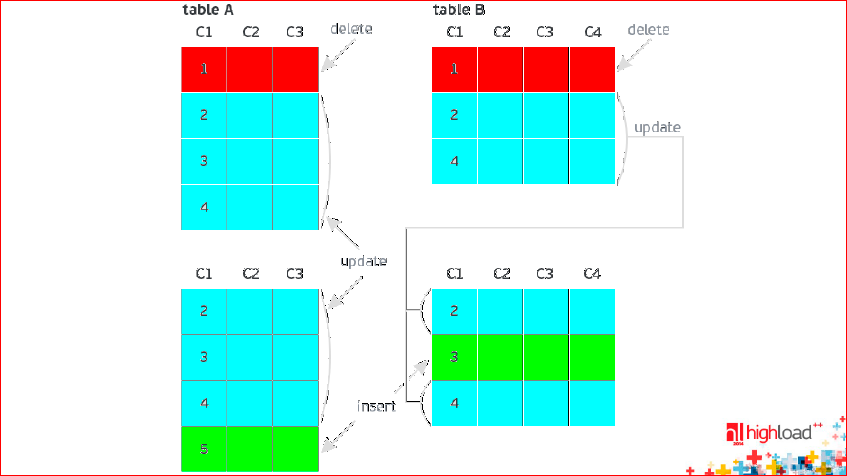 table A
table B
C1 C2 C3
delete
C1 C2 C3 C4
delete
1
1
2
2
update
3
4
4
update
C1 C2 C3
C1 C2 C3 C4
2
2
3
3
4
insert
4
5
highload++
2014